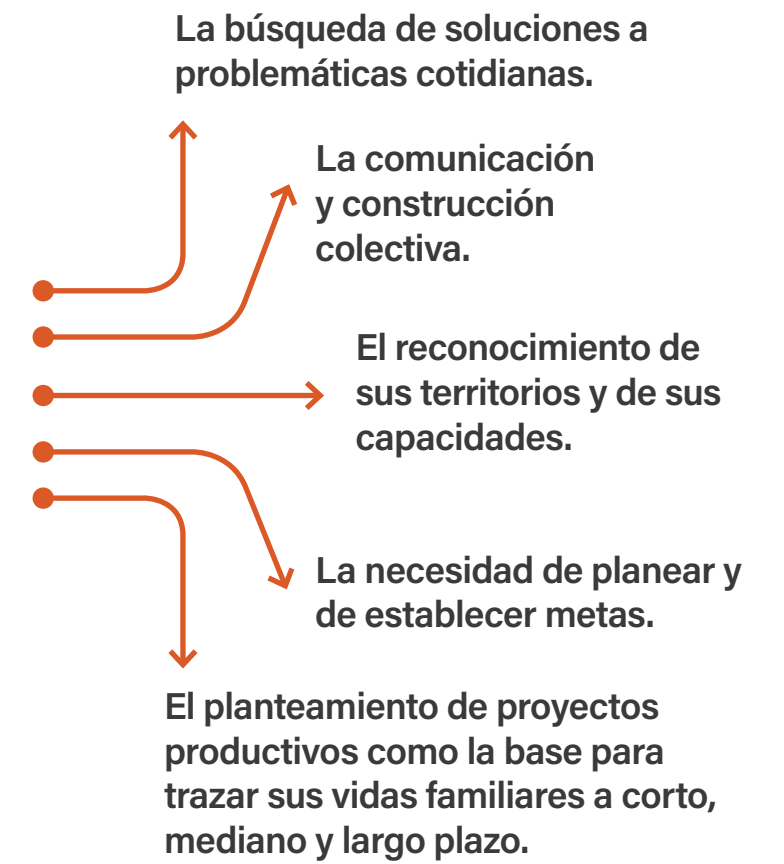 La búsqueda de soluciones a
problemáticas cotidianas.
La comunicación
y construcción
colectiva.
El reconocimiento de
sus territorios y de sus
capacidades.
La necesidad de planear y
de establecer metas.
El planteamiento de proyectos
productivos como la base para
trazar sus vidas familiares a corto,
mediano y largo plazo.